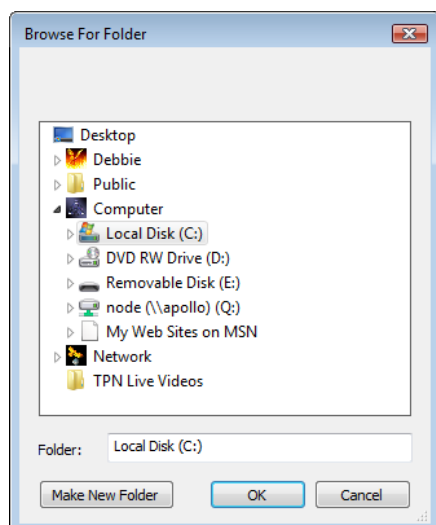 Browse For Folder
Desktop
Debbie
Public
Computer
Local Disk (C:)
DVD RW Drive (D:)
Removable Disk (E:)
node (\\apollo) (Q:)
My Web Sites on MSN
Network
TPN Live Videos
Folder: Local Disk (C:)
Make New Folder OK Cancel